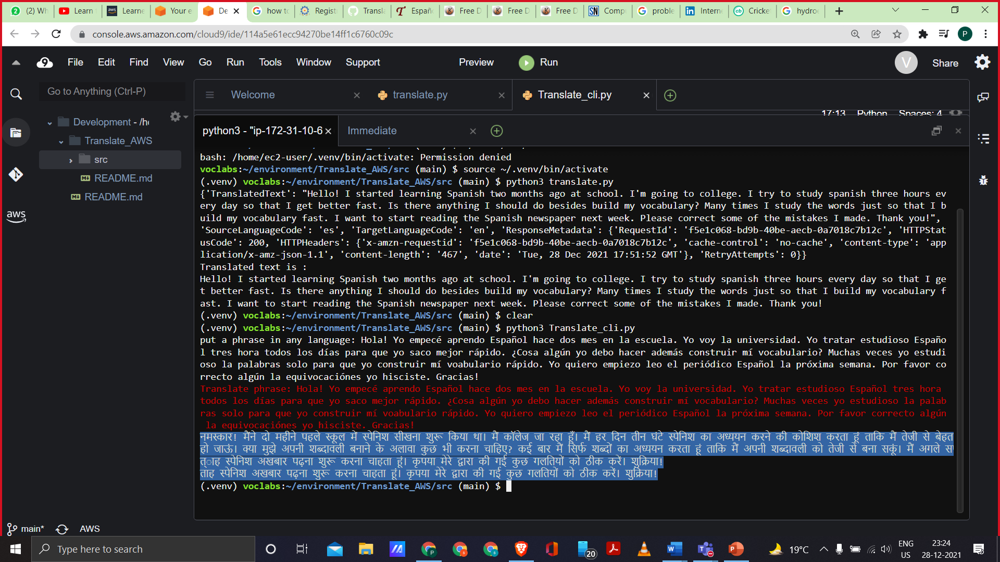 (2) Wh
Learn
Learne
Your e
De
how to
Regist
Transla
Españ
Free D
Free D
Free D
Comp
proble
Intern
Cricke
hydroe
console.aws.amazon.com/cloud9/ide/114a5e61ecc94270be14ff1c6760c09c
P
File Edit Find View Go Run Tools Window Support Preview Run
V Share
Go to Anything (Ctrl-P)
Welcome translate.py Translate_cli.py
17:13 Python Spaces: 4
Development - /h
Translate_AWS
src
README.md
README.md
aws
python3 - "ip-172-31-10-6 Immediate
bash: /home/ec2-user/.venv/bin/activate: Permission denied
voclabs:~/environment/Translate_AWS/src (main) $ source ~/.venv/bin/activate
(.venv) voclabs:~/environment/Translate_AWS/src (main) $ python3 translate.py
{'TranslatedText': "Hello! I started learning Spanish two months ago at school. I'm going to college. I try to study spanish three hours ev
ery day so that I get better fast. Is there anything I should do besides build my vocabulary? Many times I study the words just so that I b
uild my vocabulary fast. I want to start reading the Spanish newspaper next week. Please correct some of the mistakes I made. Thank you!",
'SourceLanguageCode': 'es', 'TargetLanguageCode': 'en', 'ResponseMetadata': {'RequestId': 'f5e1c068-bd9b-40be-aecb-0a7018c7b12c', 'HTTPStat
usCode': 200, 'HTTPHeaders': {'x-amzn-requestid': 'f5e1c068-bd9b-40be-aecb-0a7018c7b12c', 'cache-control': 'no-cache', 'content-type': 'app
lication/x-amz-json-1.1', 'content-length': '467', 'date': 'Tue, 28 Dec 2021 17:51:52 GMT'}, 'RetryAttempts': 0}}
Translated text is :
Hello! I started learning Spanish two months ago at school. I'm going to college. I try to study spanish three hours every day so that I ge
t better fast. Is there anything I should do besides build my vocabulary? Many times I study the words just so that I build my vocabulary f
ast. I want to start reading the Spanish newspaper next week. Please correct some of the mistakes I made. Thank you!
(.venv) voclabs:~/environment/Translate_AWS/src (main) $ clear
(.venv) voclabs:~/environment/Translate_AWS/src (main) $ python3 Translate_cli.py
put a phrase in any language: Hola! Yo empecé aprendo Español hace dos mes en la escuela. Yo voy la universidad. Yo tratar estudioso Españo
l tres hora todos los días para que yo saco mejor rápido. ¿Cosa algún yo debo hacer además construir mí vocabulario? Muchas veces yo estudi
oso la palabras solo para que yo construir mí voabulario rápido. Yo quiero empiezo leo el periódico Español la próxima semana. Por favor co
rrecto algún la equivocaciónes yo hisciste. Gracias!
Translate phrase: Hola! Yo empecé aprendo Español hace dos mes en la escuela. Yo voy la universidad. Yo tratar estudioso Español tres hora
todos los días para que yo saco mejor rápido. ¿Cosa algún yo debo hacer además construir mí vocabulario? Muchas veces yo estudioso la palab
ras solo para que yo construir mí voabulario rápido. Yo quiero empiezo leo el periódico Español la próxima semana. Por favor correcto algún
la equivocaciónes yo hisciste. Gracias!
नमस्कार! मैंने दो महीने पहले स्कूल में स्पेनिश सीखना शुरू किया था। मैं कॉलेज जा रहा हूँ। मैं हर दिन तीन घंटे स्पेनिश का अध्ययन करने की कोशिश करता हूं ताकि मैं तेजी से बेहत
हो जाऊं। क्या मुझे अपनी शब्दावली बनाने के अलावा कुछ भी करना चाहिए? कई बार मैं सिर्फ शब्दों का अध्ययन करता हूं ताकि मैं अपनी शब्दावली को तेजी से बना सकूं। मैं अगले स
त्ाह स्पेनिश अखबार पढ़ना शुरू करना चाहता हूं। कृपया मेरे द्वारा की गई कुछ गलतियों को ठीक करें। शुक्रिया!
ताह स्पेनिश अखबार पढ़ना शुरू करना चाहता हूं। कृपया मेरे द्वारा की गई कुछ गलतियों को ठीक करें। शुक्रिया!
(.venv) voclabs:~/environment/Translate_AWS/src (main) $
main* AWS
Type here to search
20
19°C
ENG
US
23:24
28-12-2021